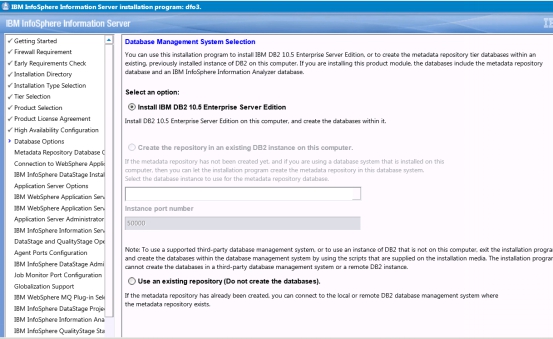 IBM InfoSphere Information Server installation program: dfo3.
IBM InfoSphere Information Server
Getting Started
Firewall Requirement
Early Requirements Check
Installation Directory
Installation Type Selection
Tier Selection
Product Selection
Product License Agreement
High Availability Configuration
Database Options
Metadata Repository Database C
Connection to WebSphere Applic
IBM InfoSphere DataStage Instal
Application Server Options
IBM WebSphere Application Serv
IBM WebSphere Application Serv
Application Server Administrator
IBM InfoSphere Information Serv
DataStage and QualityStage Ope
Agent Ports Configuration
IBM InfoSphere DataStage Admi
Job Monitor Port Configuration
Globalization Support
IBM WebSphere MQ Plug-in Sele
IBM InfoSphere DataStage Projec
IBM InfoSphere Information Ana
IBM InfoSphere QualityStage Sta
Database Management System Selection
You can use this installation program to install IBM DB2 10.5 Enterprise Server Edition, or to create the metadata repository tier databases within an
existing, previously installed instance of DB2 on this computer. If you are installing this product module, the databases include the metadata repository
database and an IBM InfoSphere Information Analyzer database.
Select an option:
Install IBM DB2 10.5 Enterprise Server Edition
Install DB2 10.5 Enterprise Server Edition on this computer, and create the databases within it.
Create the repository in an existing DB2 instance on this computer.
If the metadata repository has not been created yet, and if you are using a database system that is installed on this
computer, then you can let the installation program create the metadata repository in this database system.
Select the database instance to use for the metadata repository database.
Instance port number
50000
Note: To use a supported third-party database management system, or to use an instance of DB2 that is not on this computer, exit the installation progra
and create the databases within the database management system by using the scripts that are supplied on the installation media. The installation program
cannot create the databases in a third-party database management system or a remote DB2 instance.
Use an existing repository (Do not create the databases).
If the metadata repository has already been created, you can connect to the local or remote DB2 database management system where
the metadata repository exists.